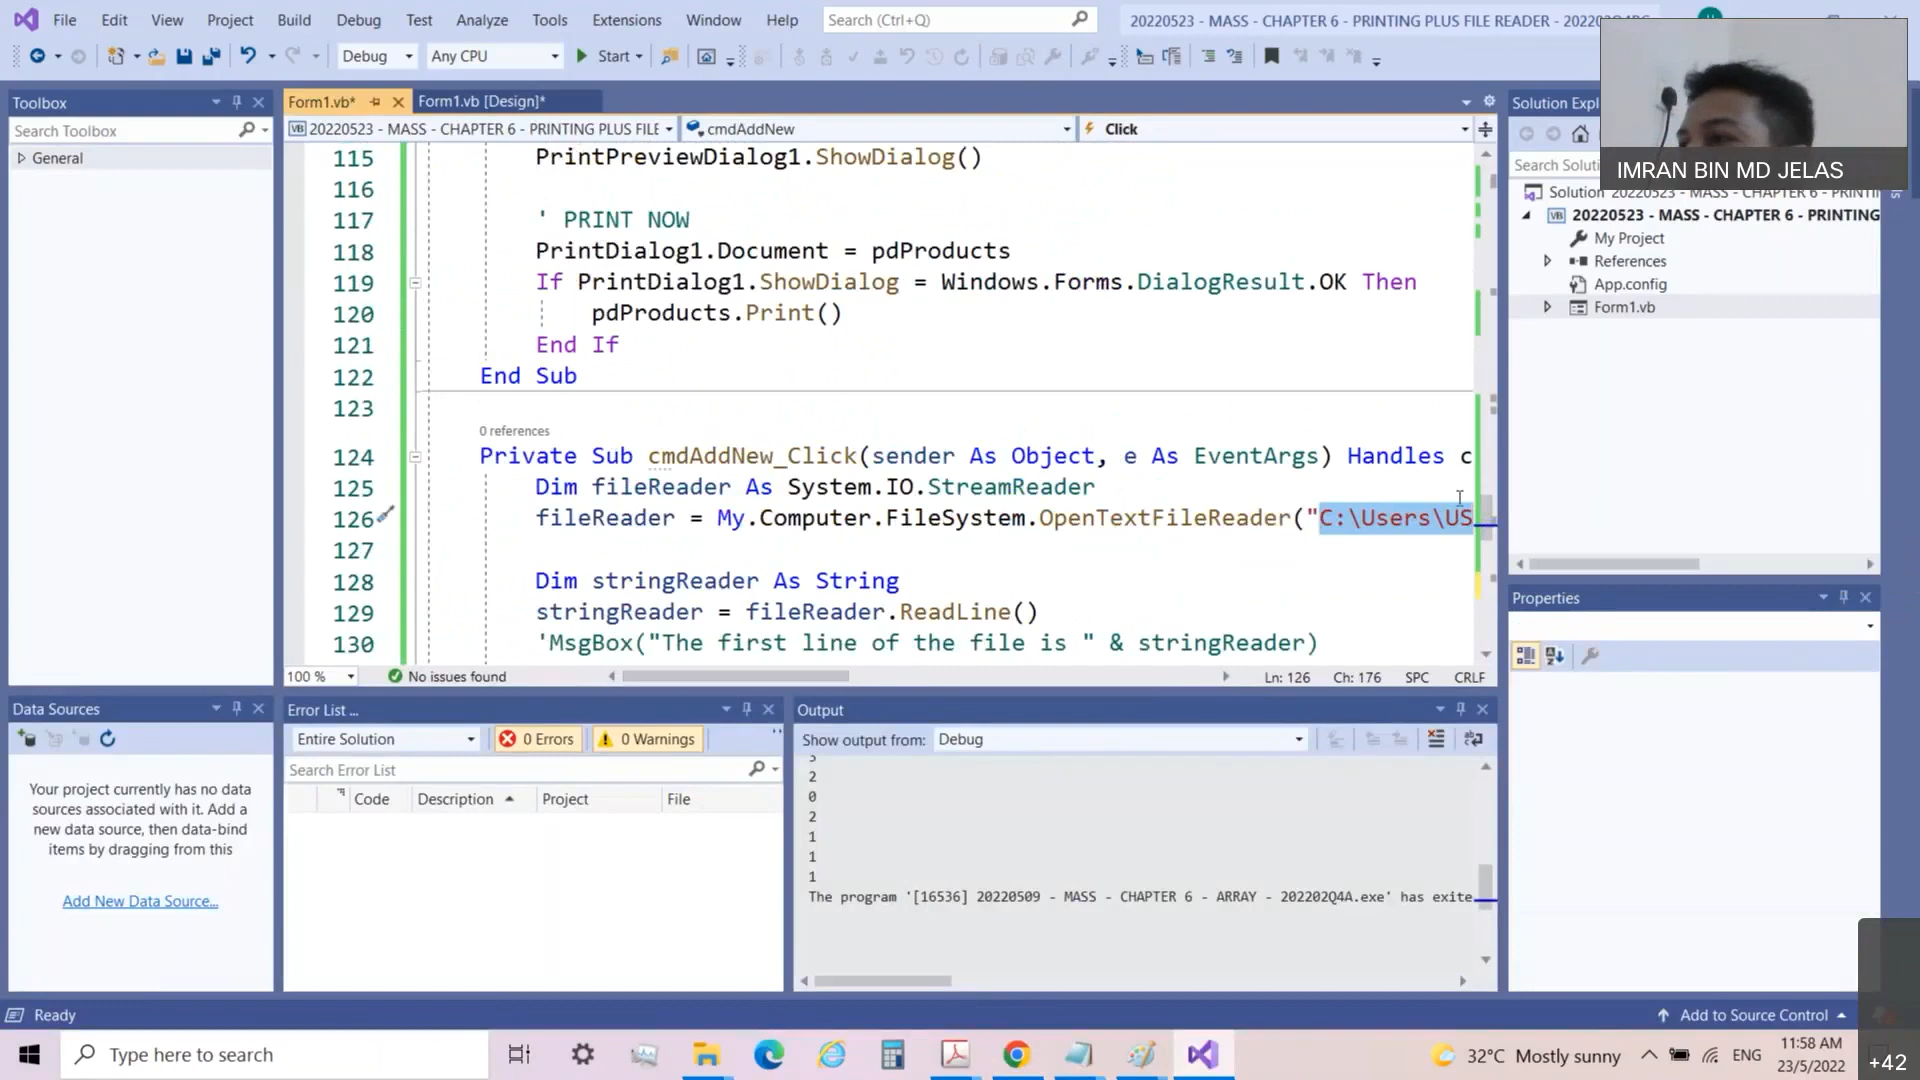 File Edit View Project Build Debug Test Analyze Tools Extensions Window Help Search (Ctrl+Q) 20220523 - MASS - CHAPTER 6 - PRINTING PLUS FILE READER -
Debug Any CPU Start
Toolbox
Search Toolbox
General
Form1.vb* Form1.vb [Design]*
20220523 - MASS - CHAPTER 6 - PRINTING PLUS FILE cmdAddNew Click
115 PrintPreviewDialog1.ShowDialog()
116
117 ' PRINT NOW
118 PrintDialog1.Document = pdProducts
119 If PrintDialog1.ShowDialog = Windows.Forms.DialogResult.OK Then
120 pdProducts.Print()
121 End If
122 End Sub
123
0 references
124 Private Sub cmdAddNew_Click(sender As Object, e As EventArgs) Handles c
125 Dim fileReader As System.IO.StreamReader
126 fileReader = My.Computer.FileSystem.OpenTextFileReader("C:\Users\US
127
128 Dim stringReader As String
129 stringReader = fileReader.ReadLine()
130 'MsgBox("The first line of the file is " & stringReader)
100 % No issues found Ln: 126 Ch: 176 SPC CRLF
Solution Expl
Search Soluti
IMRAN BIN MD JELAS
Solution 20220523 - MASS - CHAPTER 6 - PRINTI
20220523 - MASS - CHAPTER 6 - PRINTING
My Project
References
App.config
Form1.vb
Properties
Data Sources
Your project currently has no data
sources associated with it. Add a
new data source, then data-bind
items by dragging from this
Add New Data Source...
Error List ...
Entire Solution 0 Errors 0 Warnings
Search Error List
Code Description Project File
Output
Show output from: Debug
3
2
0
2
1
1
1
The program '[16536] 20220509 - MASS - CHAPTER 6 - ARRAY - 202202Q4A.exe' has exite
Ready Add to Source Control
Type here to search 32°C Mostly sunny ENG 11:58 AM
23/5/2022
+42